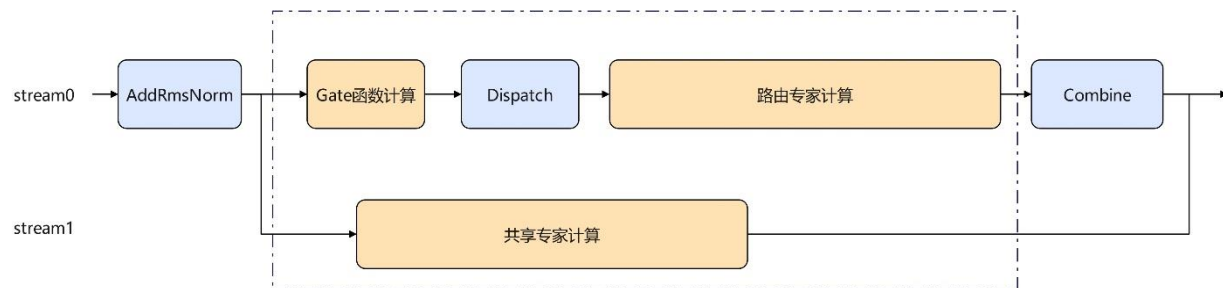 stream0
AddRmsNorm
Gate函数计算
Dispatch
路由专家计算
Combine
stream1
共享专家计算